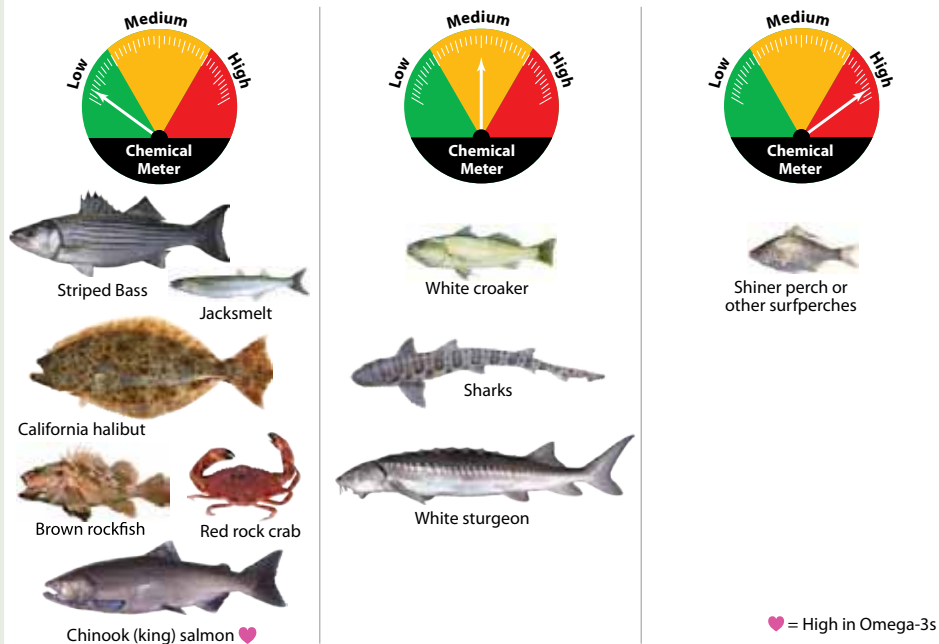 Low
Medium
High
Chemical
Meter
Striped Bass
Jacksmelt
California halibut
Brown rockfish
Red rock crab
Chinook (king) salmon
Low
Medium
High
Chemical
Meter
White croaker
Sharks
White sturgeon
Low
Medium
High
Chemical
Meter
Shiner perch or
other surfperches
= High in Omega-3s